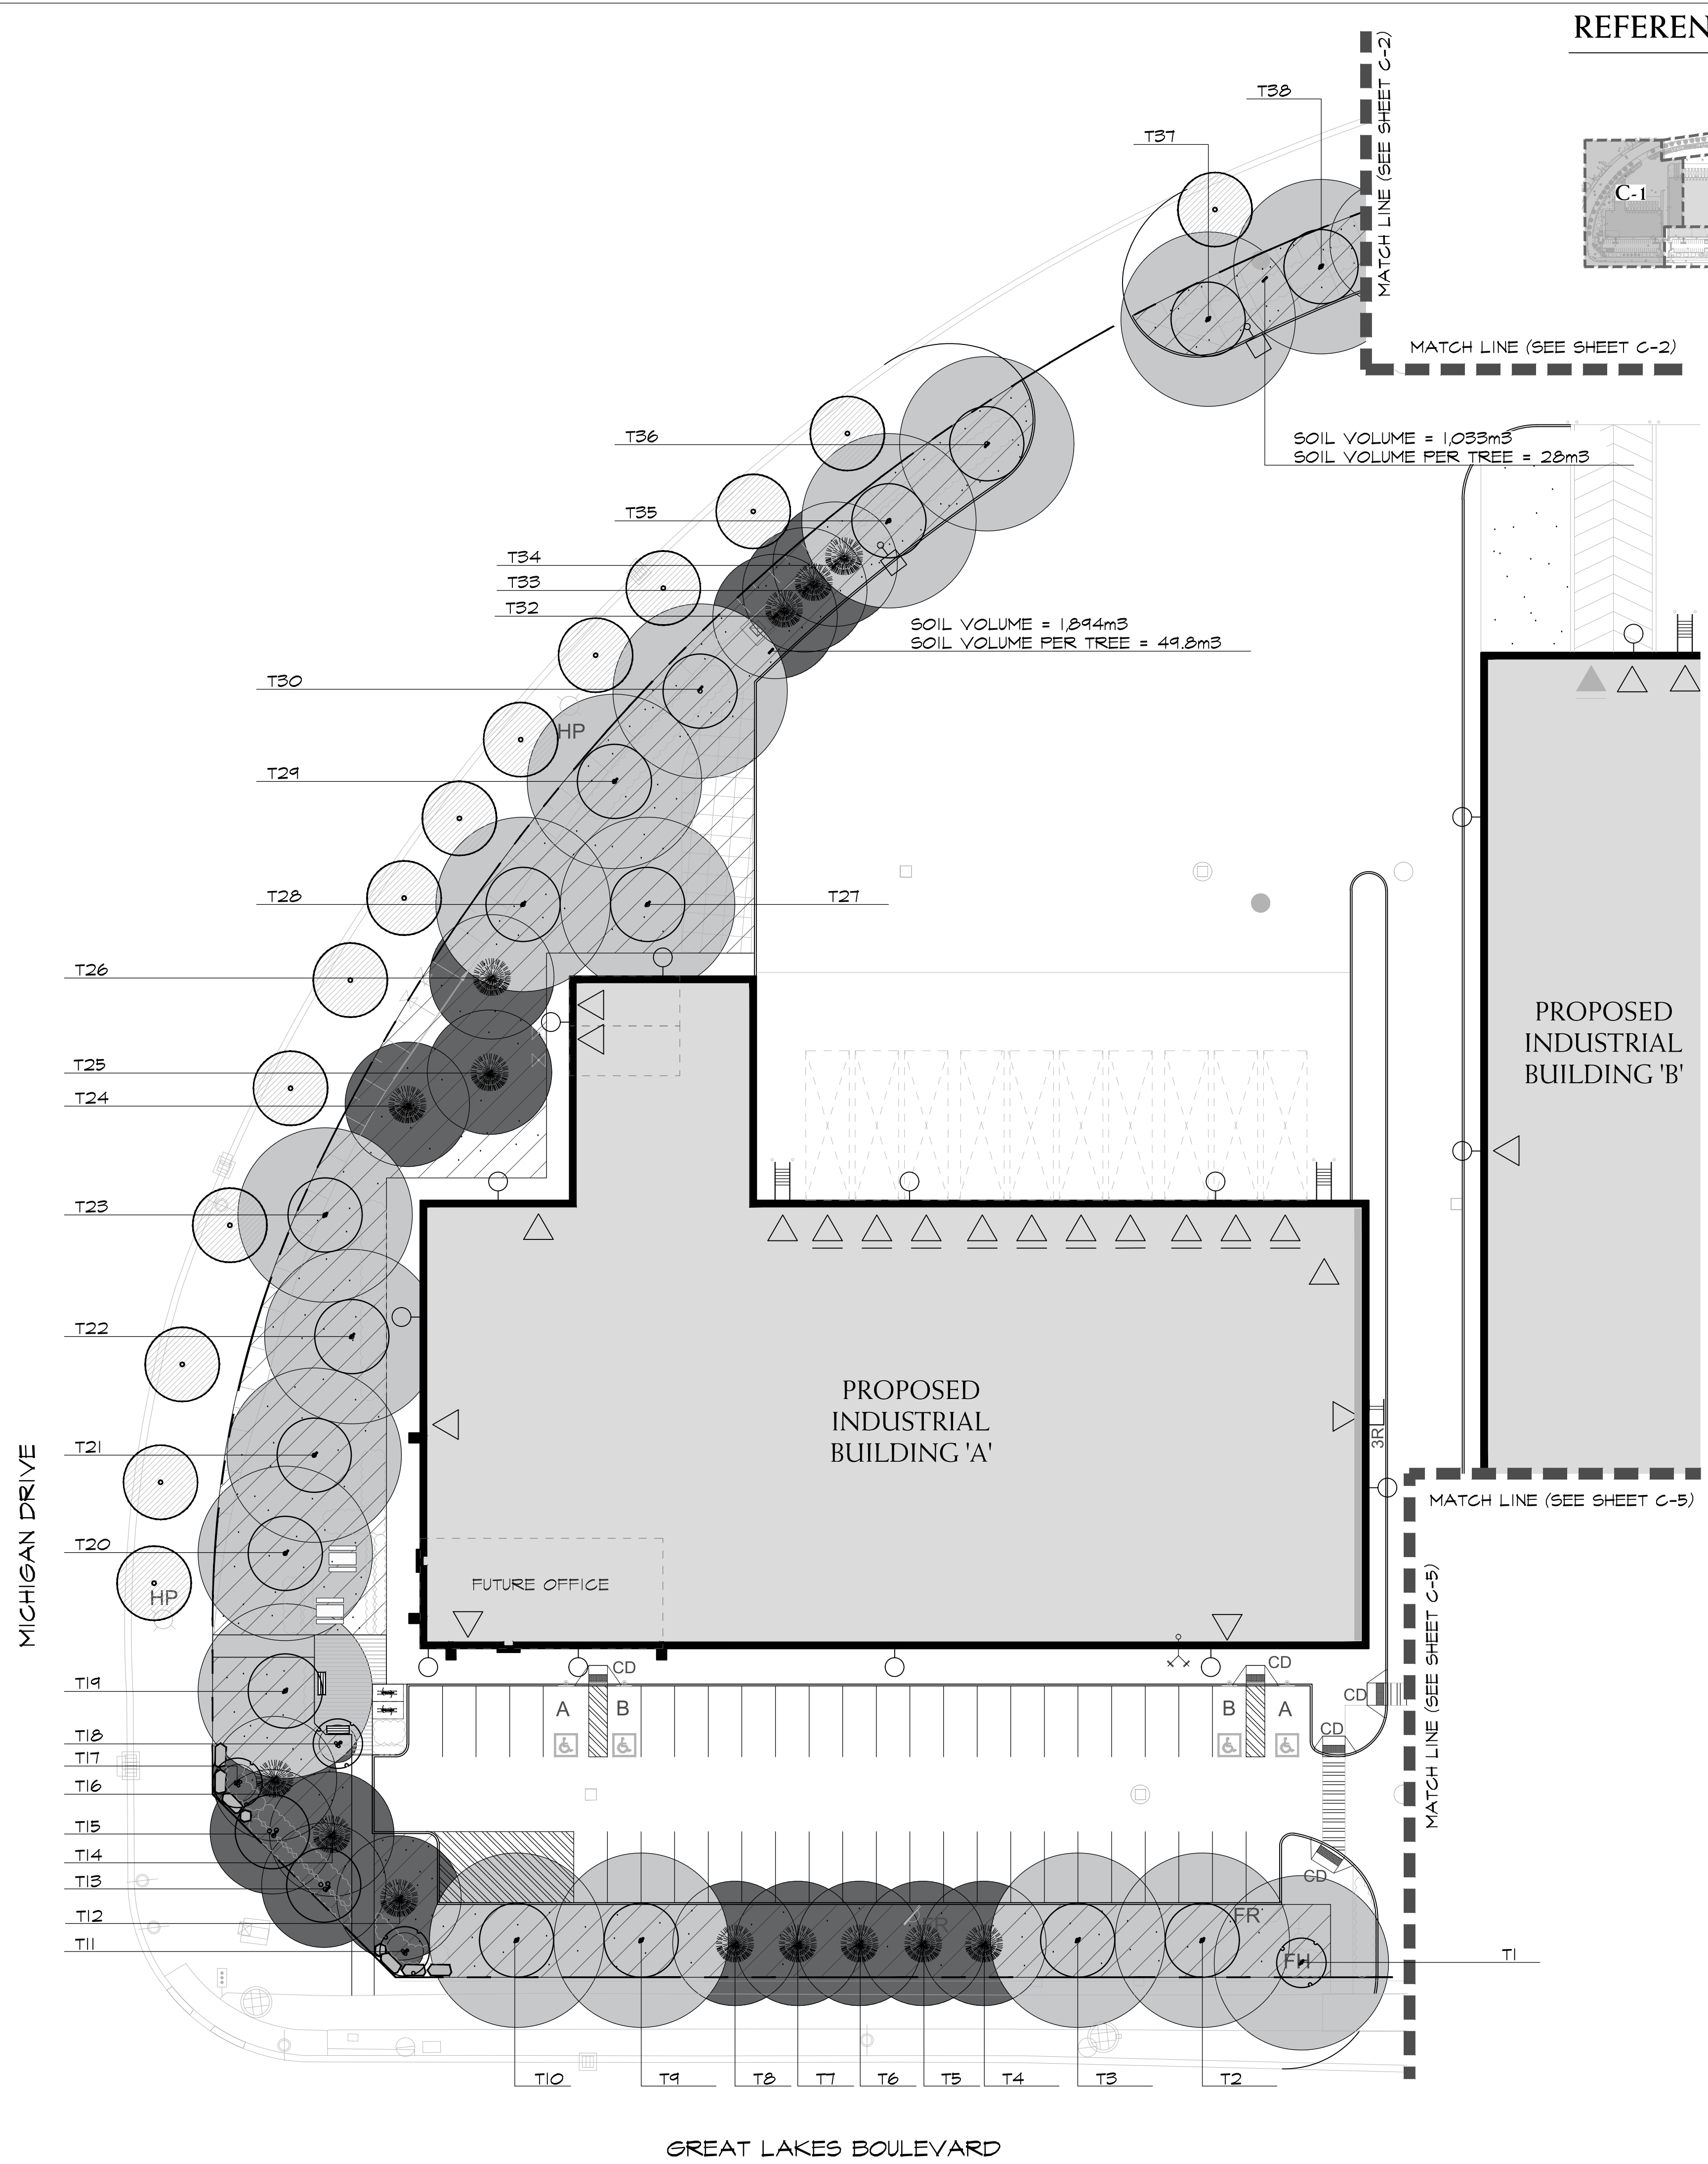 REFEREN
MATCH LINE (SEE SHEET C-2)
T38
T37
C-1
MATCH LINE (SEE SHEET C-2)
T36
SOIL VOLUME = 1,033m3
SOIL VOLUME PER TREE = 28m3
T35
T34
T33
T32
SOIL VOLUME = 1,894m3
SOIL VOLUME PER TREE = 49.8m3
T30
HP
T29
T28
T27
T26
PROPOSED
INDUSTRIAL
BUILDING 'B'
T25
T24
T23
T22
PROPOSED
INDUSTRIAL
BUILDING 'A'
3R
T21
MICHIGAN DRIVE
MATCH LINE (SEE SHEET C-5)
T20
HP
FUTURE OFFICE
MATCH LINE (SEE SHEET C-5)
T19
CD
CD
CD
A
B
B
A
CD
T18
T17
T16
T15
T14
T13
CD
T12
FR
FR
T11
FH
T1
T10
T9
T8
T7
T6
T5
T4
T3
T2
GREAT LAKES BOULEVARD